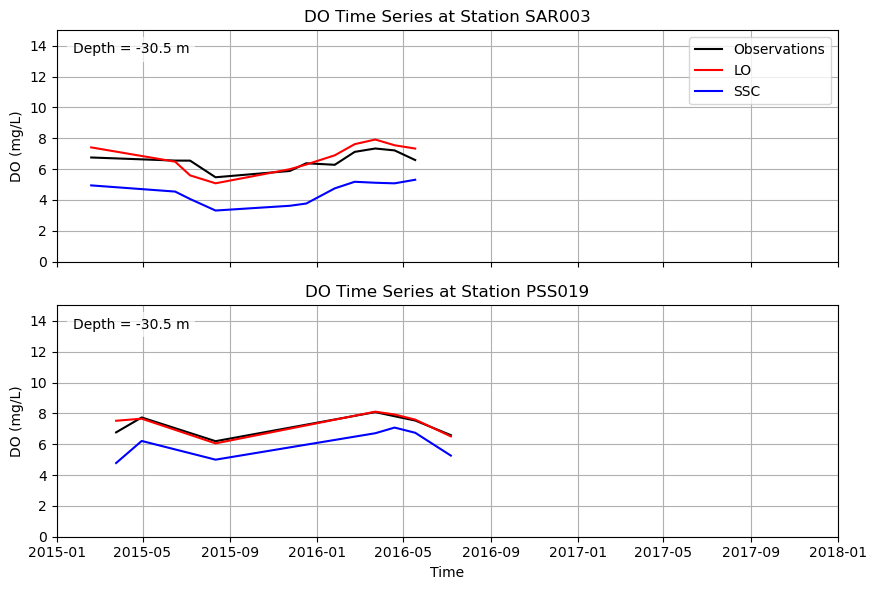 DO Time Series at Station SAR003
Depth = -30.5 m
Observations
LO
SSC
DO (mg/L)
14
12
10
8
6
4
2
0
DO Time Series at Station PSS019
Depth = -30.5 m
DO (mg/L)
14
12
10
8
6
4
2
0
2015-01 2015-05 2015-09 2016-01 2016-05 2016-09 2017-01 2017-05 2017-09 2018-01
Time